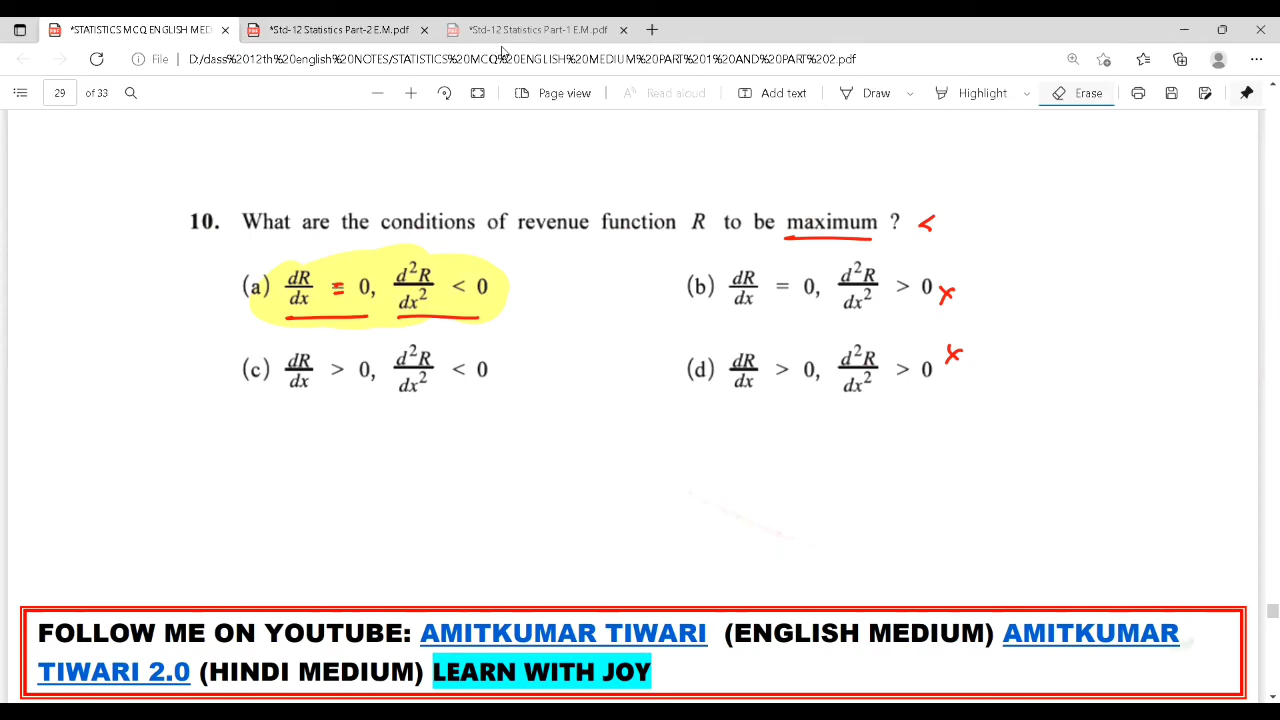 *STATISTICS MCQ ENGLISH MED × *Std-12 Statistics Part-2 E.M.pdf × *Std-12 Statistics Part-1 E.M.pdf × +
File D:/dass%2012th%20english%20NOTES/STATISTICS%20MCQ%20ENGLISH%20MEDIUM%20PART%201%20AND%20PART%202.pdf
29 of 33 Page view Read aloud Add text Draw Highlight Erase
10. What are the conditions of revenue function R to be maximum ? <
(a) dR/dx = 0, d²R/dx² < 0 (b) dR/dx = 0, d²R/dx² > 0 ×
(c) dR/dx > 0, d²R/dx² < 0 (d) dR/dx > 0, d²R/dx² > 0 ×
FOLLOW ME ON YOUTUBE: AMITKUMAR TIWARI (ENGLISH MEDIUM) AMITKUMAR
TIWARI 2.0 (HINDI MEDIUM) LEARN WITH JOY